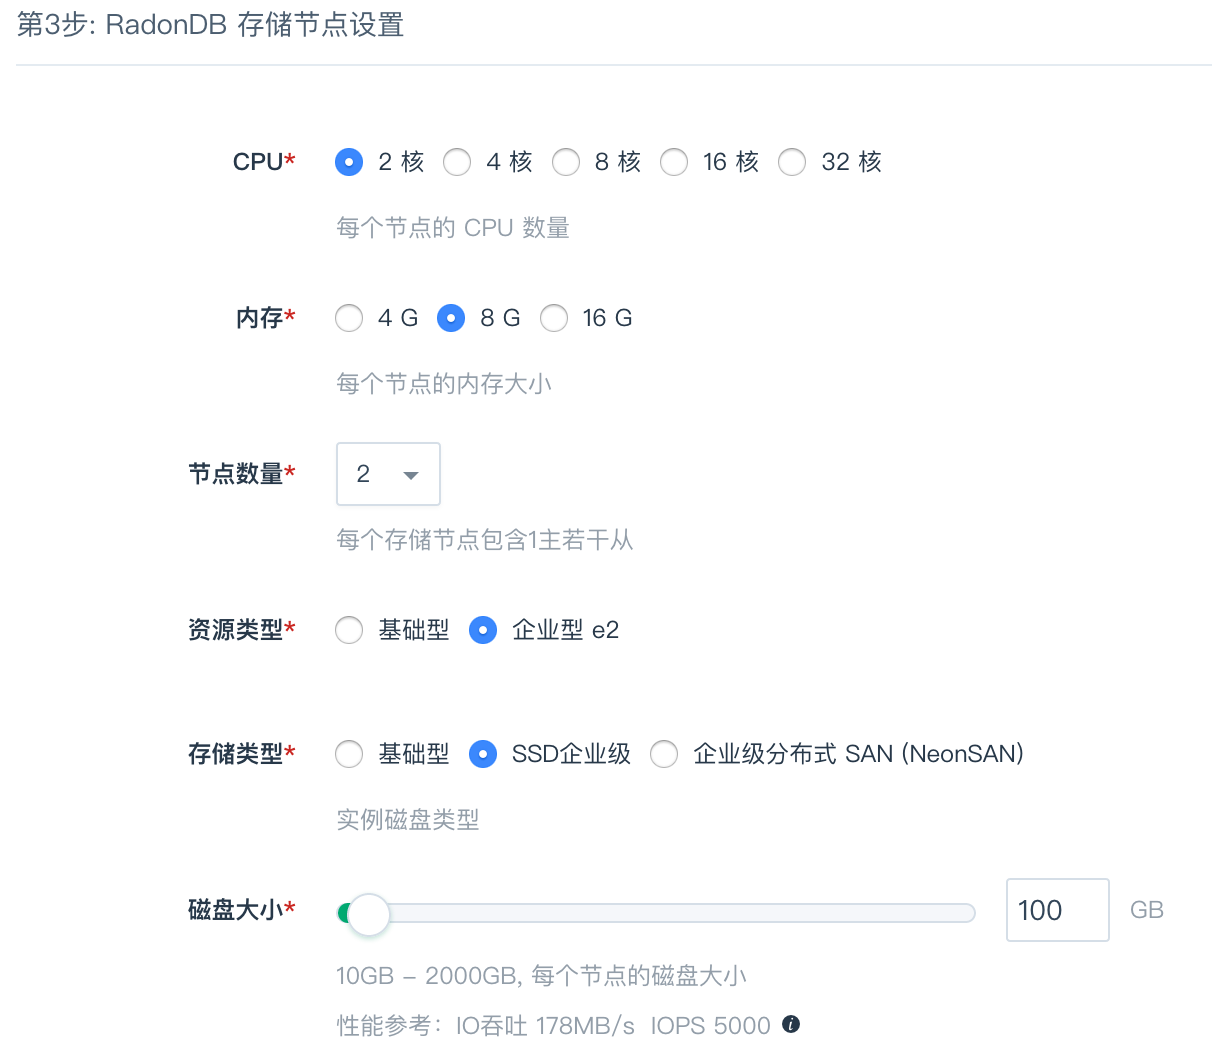 第3步: RadonDB 存储节点设置
CPU* 2 核 4 核 8 核 16 核 32 核
每个节点的 CPU 数量
内存* 4 G 8 G 16 G
每个节点的内存大小
节点数量* 2
每个存储节点包含1主若干从
资源类型* 基础型 企业型 e2
存储类型* 基础型 SSD企业级 企业级分布式 SAN (NeonSAN)
实例磁盘类型
磁盘大小* 100 GB
10GB – 2000GB, 每个节点的磁盘大小
性能参考： IO吞吐 178MB/s IOPS 5000 i